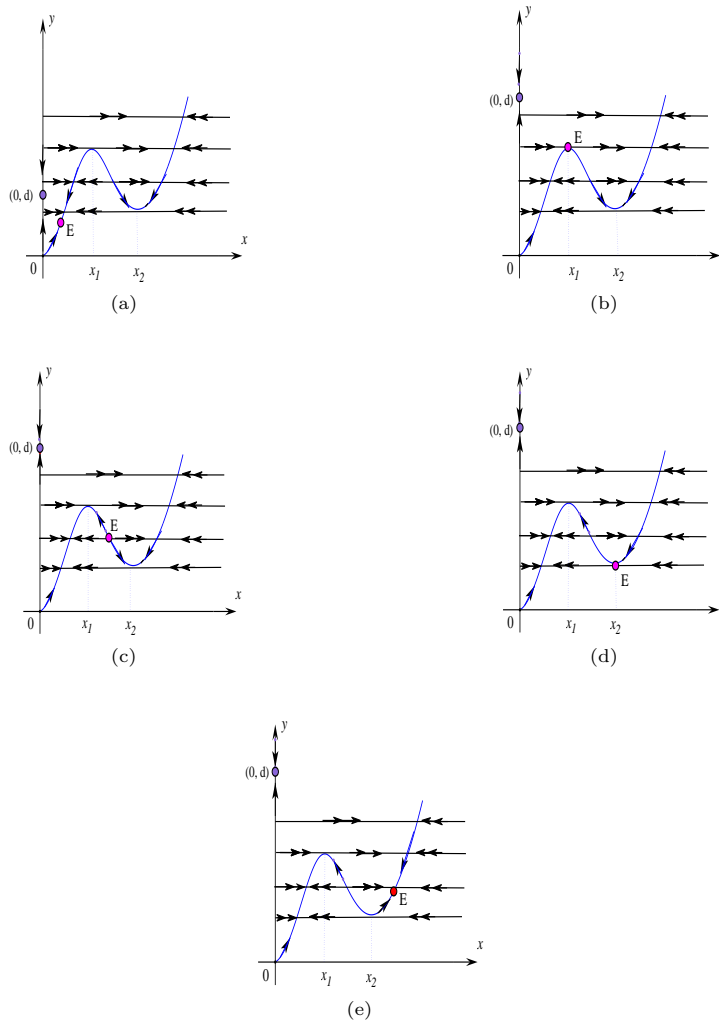 y
(0, d)
E
x
0
x1
x2
(a)
y
(0, d)
E
0
x1
x2
(b)
y
(0, d)
E
x
0
x1
x2
(c)
y
(0, d)
E
0
x1
x2
(d)
y
(0, d)
E
x
0
x1
x2
(e)